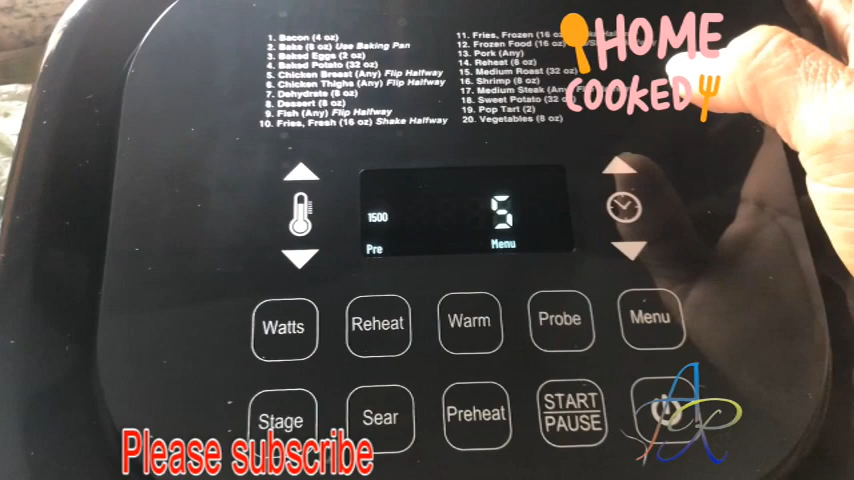 1. Bacon (4 oz)
2. Bake (8 oz) Use Baking Pan
3. Baked Eggs (2 oz)
4. Baked Potato (32 oz)
5. Chicken Breast (Any) Flip Halfway
6. Chicken Thighs (Any) Flip Halfway
7. Dehydrate (8 oz)
8. Dessert (8 oz)
9. Fish (Any) Flip Halfway
10. Fries, Fresh (16 oz) Shake Halfway
11. Fries, Frozen (16 oz)
12. Frozen Food (16 oz)
13. Pork (Any)
14. Reheat (8 oz)
15. Medium Roast (32 oz)
16. Shrimp (8 oz)
17. Medium Steak (Any)
18. Sweet Potato (32 oz)
19. Pop Tart (2)
20. Vegetables (8 oz)
HOME
COOKED
1500
5
Pre
Menu
Watts
Reheat
Warm
Probe
Menu
Stage
Sear
Preheat
START
PAUSE
Please subscribe